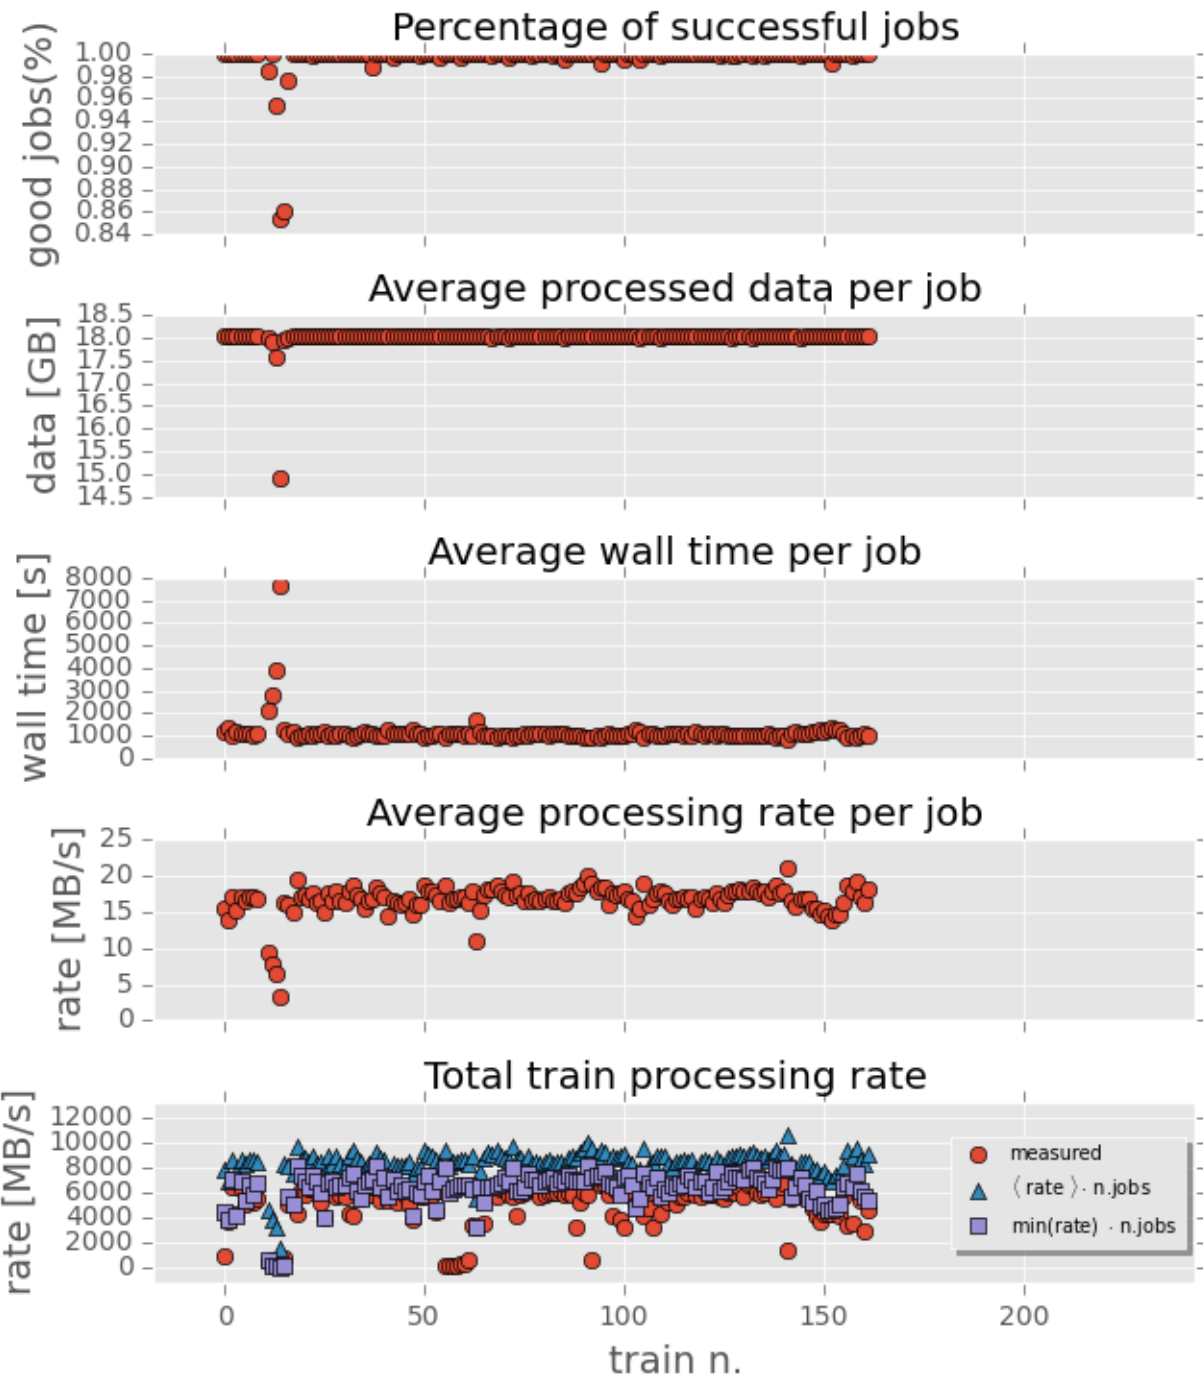 Percentage of successful jobs
good jobs(%)
1.00
0.98
0.96
0.94
0.92
0.90
0.88
0.86
0.84
Average processed data per job
data [GB]
18.5
18.0
17.5
17.0
16.5
16.0
15.5
15.0
14.5
Average wall time per job
wall time [s]
8000
7000
6000
5000
4000
3000
2000
1000
0
Average processing rate per job
rate [MB/s]
25
20
15
10
5
0
Total train processing rate
rate [MB/s]
12000
10000
8000
6000
4000
2000
0
measured
⟨ rate ⟩· n.jobs
min(rate) · n.jobs
0 50 100 150 200
train n.